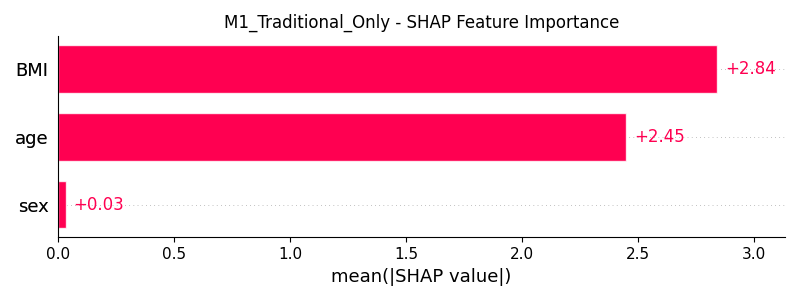 M1_Traditional_Only - SHAP Feature Importance
BMI +2.84
age +2.45
sex +0.03
0.0 0.5 1.0 1.5 2.0 2.5 3.0
mean(|SHAP value|)